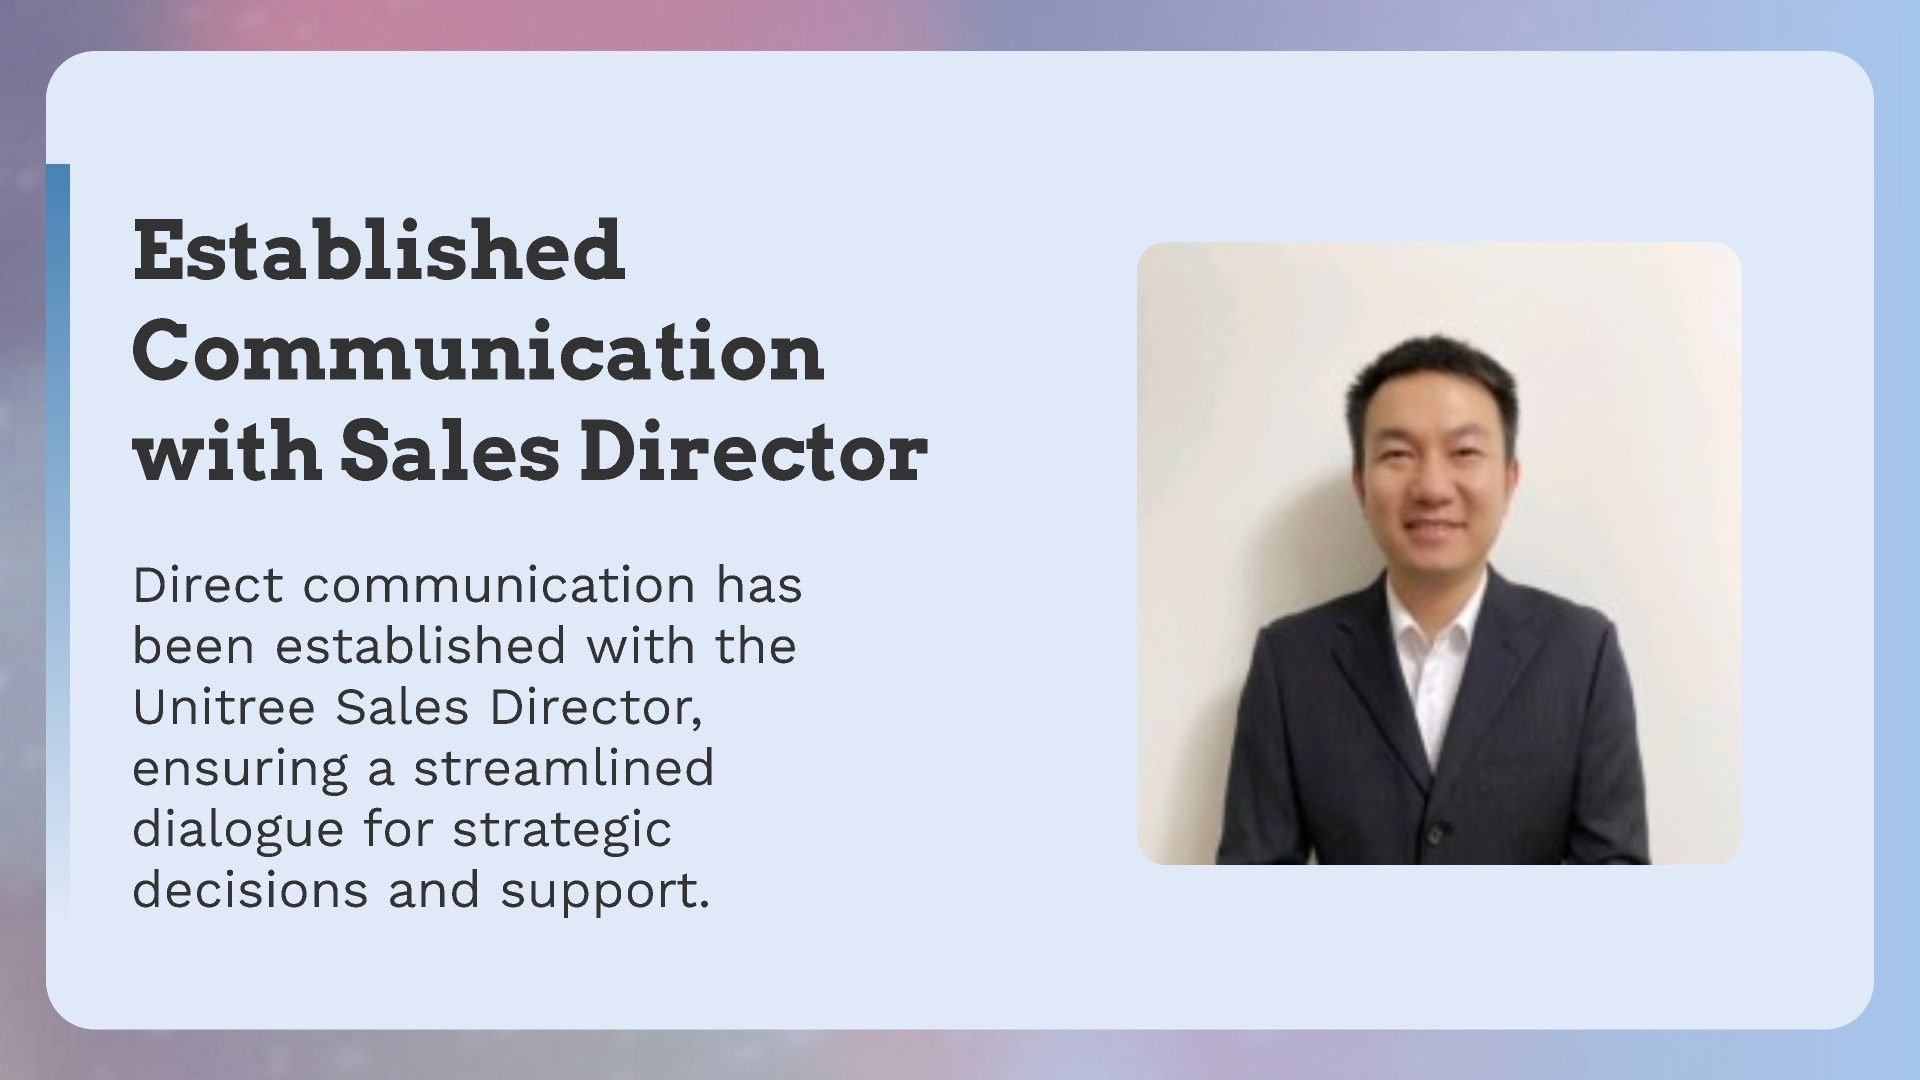 Established
Communication
with Sales Director
Direct communication has
been established with the
Unitree Sales Director,
ensuring a streamlined
dialogue for strategic
decisions and support.